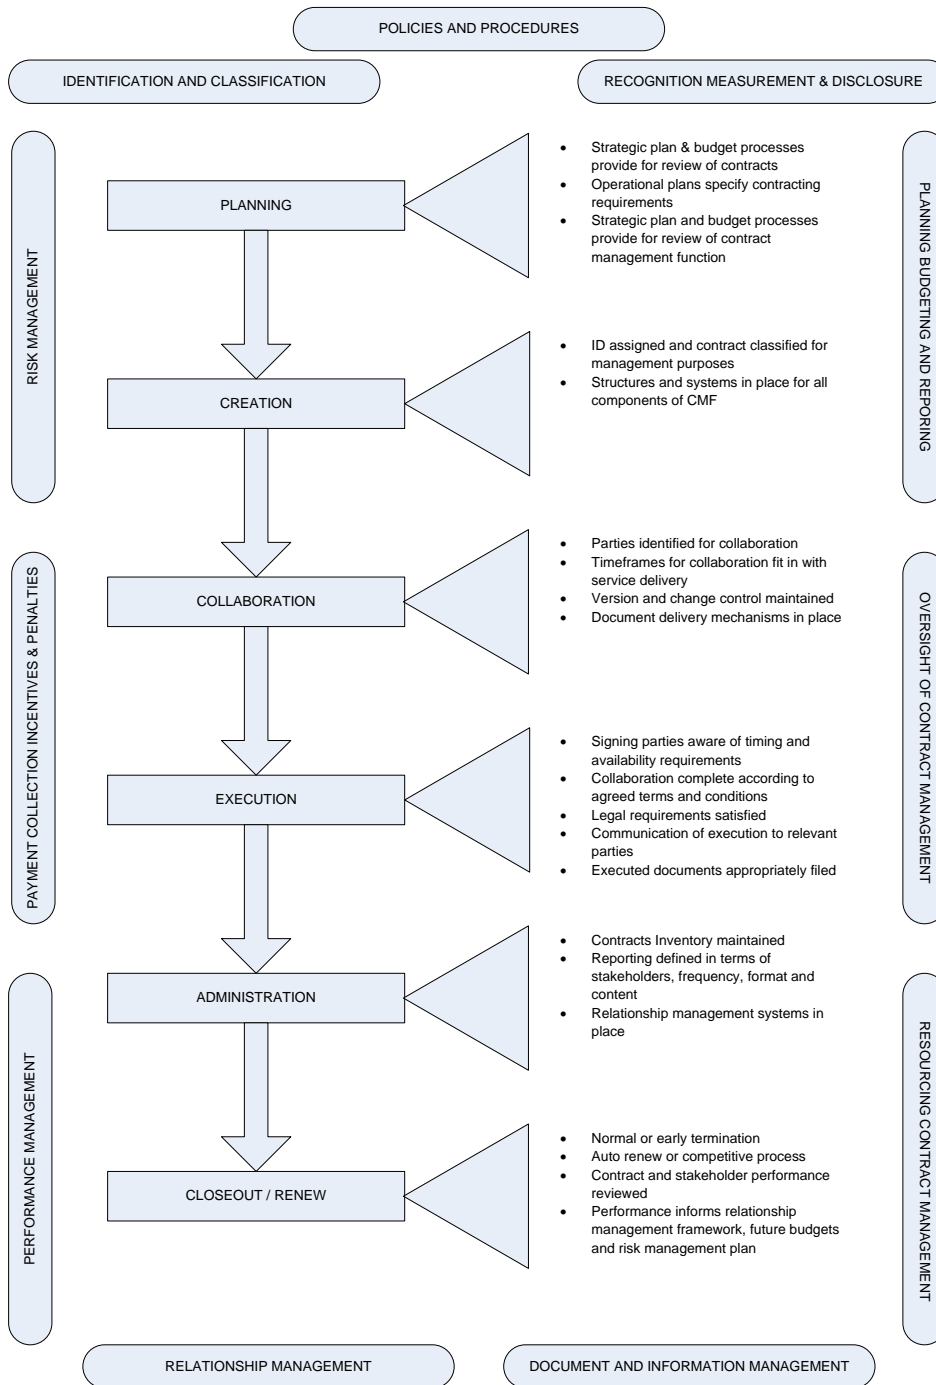 POLICIES AND PROCEDURES
IDENTIFICATION AND CLASSIFICATION
RECOGNITION MEASUREMENT & DISCLOSURE
RISK MANAGEMENT
PLANNING BUDGETING AND REPORTING
PLANNING
• Strategic plan & budget processes
provide for review of contracts
• Operational plans specify contracting
requirements
• Strategic plan and budget processes
provide for review of contract
management function
CREATION
• ID assigned and contract classified for
management purposes
• Structures and systems in place for all
components of CMF
PAYMENT COLLECTION INCENTIVES & PENALTIES
OVERSIGHT OF CONTRACT MANAGEMENT
COLLABORATION
• Parties identified for collaboration
• Timeframes for collaboration fit in with
service delivery
• Version and change control maintained
• Document delivery mechanisms in place
EXECUTION
• Signing parties aware of timing and
availability requirements
• Collaboration complete according to
agreed terms and conditions
• Legal requirements satisfied
• Communication of execution to relevant
parties
• Executed documents appropriately filed
PERFORMANCE MANAGEMENT
RESOURCING CONTRACT MANAGEMENT
ADMINISTRATION
• Contracts Inventory maintained
• Reporting defined in terms of
stakeholders, frequency, format and
content
• Relationship management systems in
place
CLOSEOUT / RENEW
• Normal or early termination
• Auto renew or competitive process
• Contract and stakeholder performance
reviewed
• Performance informs relationship
management framework, future budgets
and risk management plan
RELATIONSHIP MANAGEMENT
DOCUMENT AND INFORMATION MANAGEMENT